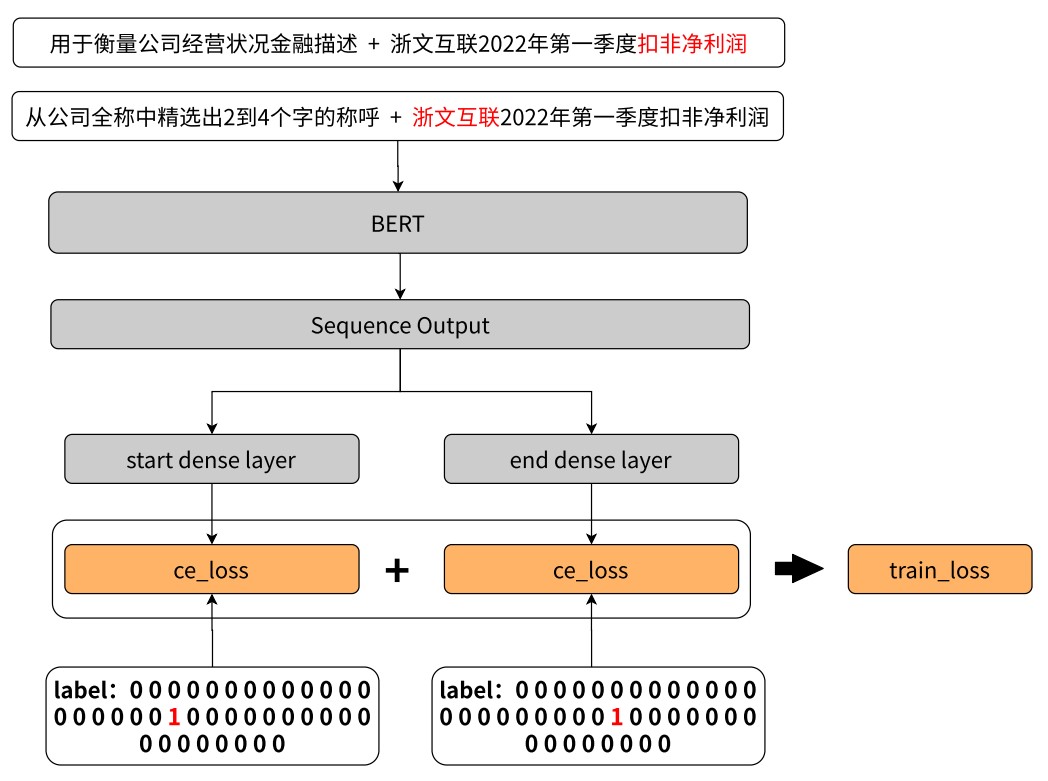 用于衡量公司经营状况金融描述 + 浙文互联2022年第一季度扣非净利润
从公司全称中精选出2到4个字的称呼 + 浙文互联2022年第一季度扣非净利润
BERT
Sequence Output
start dense layer
end dense layer
ce_loss
+
ce_loss
train_loss
label：0 0 0 0 0 0 0 0 0 0 0 0 0
0 0 0 0 0 0 1 0 0 0 0 0 0 0 0 0 0
0 0 0 0 0 0 0 0
label：0 0 0 0 0 0 0 0 0 0 0 0 0
0 0 0 0 0 0 0 0 0 1 0 0 0 0 0 0 0
0 0 0 0 0 0 0 0